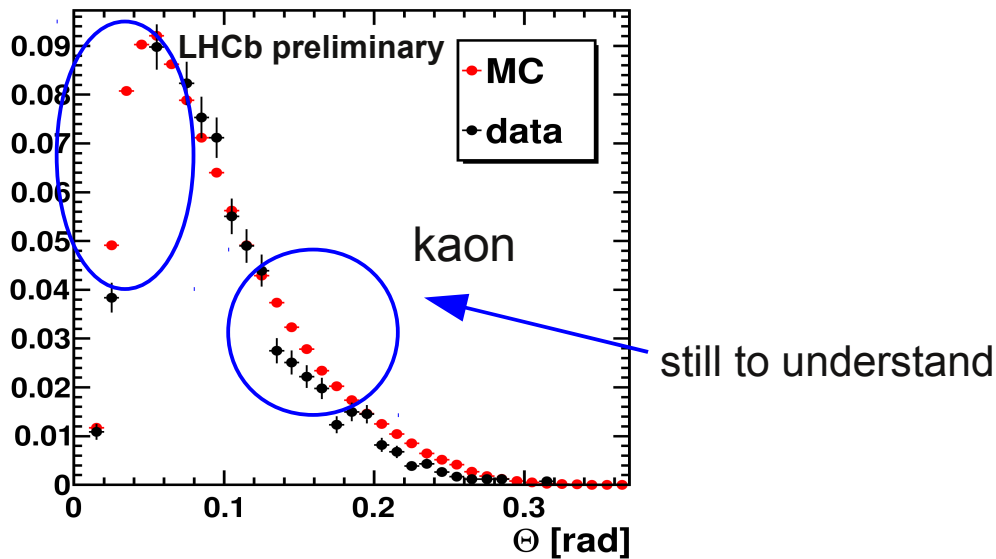 0.09
LHCb preliminary
MC
data
0.08
0.07
0.06
0.05
0.04
0.03
0.02
0.01
0
kaon
still to understand
0
0.1
0.2
0.3
Θ [rad]